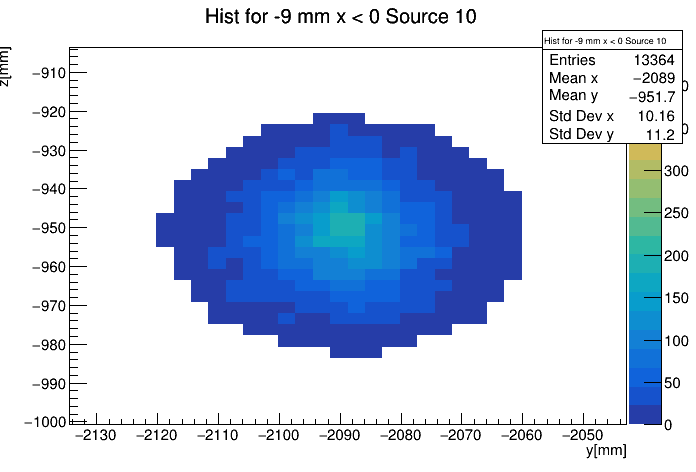 Hist for -9 mm x < 0 Source 10
z[mm]
Hist for -9 mm x < 0 Source 10
Entries 13364
Mean x −2089
Mean y −951.7
Std Dev x 10.16
Std Dev y 11.2
−910
−920
−930
−940
−950
−960
−970
−980
−990
−1000
−2130 −2120 −2110 −2100 −2090 −2080 −2070 −2060 −2050
y[mm]
300
250
200
150
100
50
0